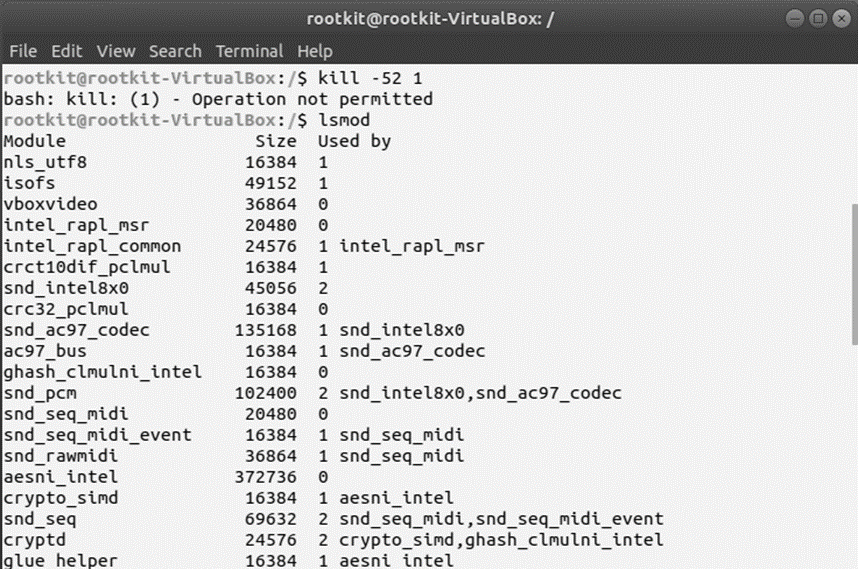 rootkit@rootkit-VirtualBox: /
File Edit View Search Terminal Help
rootkit@rootkit-VirtualBox:/$ kill -52 1
bash: kill: (1) - Operation not permitted
rootkit@rootkit-VirtualBox:/$ lsmod
Module                  Size  Used by
nls_utf8               16384  1
isofs                  49152  1
vboxvideo              36864  0
intel_rapl_msr         20480  0
intel_rapl_common      24576  1 intel_rapl_msr
crct10dif_pclmul       16384  1
snd_intel8x0           45056  2
crc32_pclmul           16384  0
snd_ac97_codec        135168  1 snd_intel8x0
ac97_bus               16384  1 snd_ac97_codec
ghash_clmulni_intel    16384  0
snd_pcm               102400  2 snd_intel8x0,snd_ac97_codec
snd_seq_midi           20480  0
snd_seq_midi_event     16384  1 snd_seq_midi
snd_rawmidi            36864  1 snd_seq_midi
aesni_intel           372736  0
crypto_simd            16384  1 aesni_intel
snd_seq                69632  2 snd_seq_midi,snd_seq_midi_event
cryptd                 24576  2 crypto_simd,ghash_clmulni_intel
glue_helper            16384  1 aesni_intel